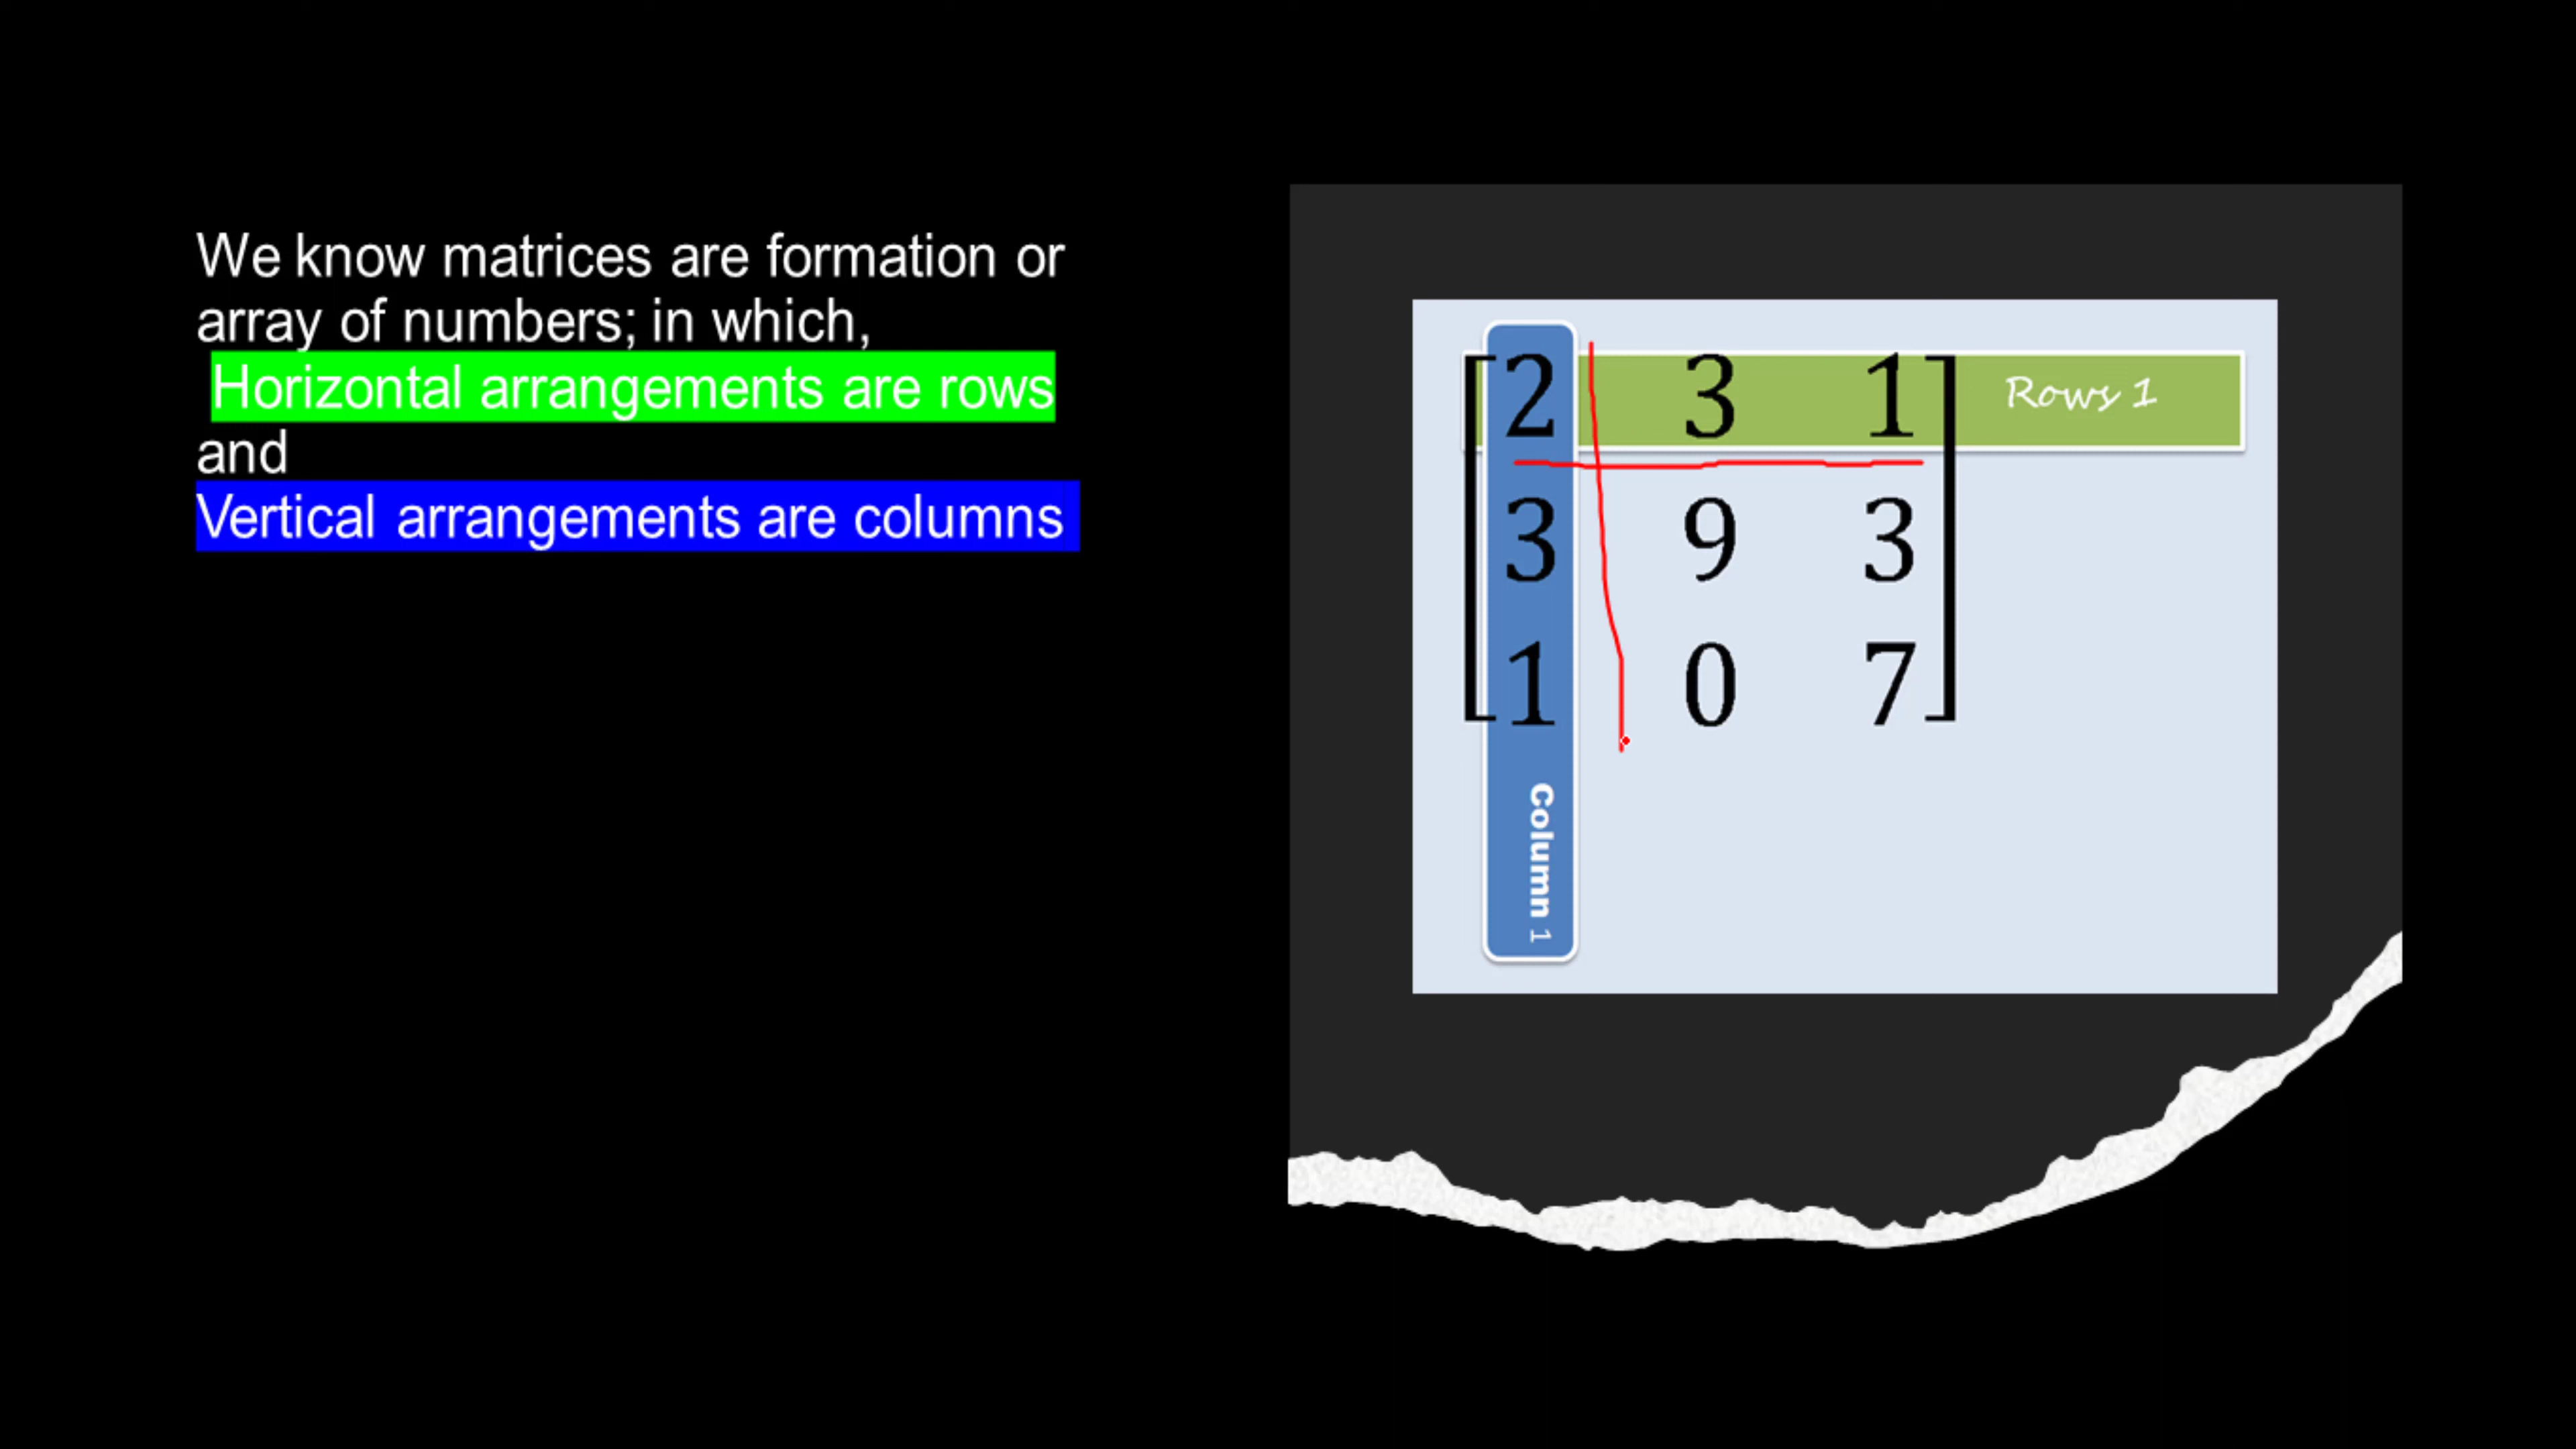 We know matrices are formation or
array of numbers; in which,
Horizontal arrangements are rows
and
Vertical arrangements are columns
2 3 1 Rows 1
3 9 3
1 0 7
Column 1